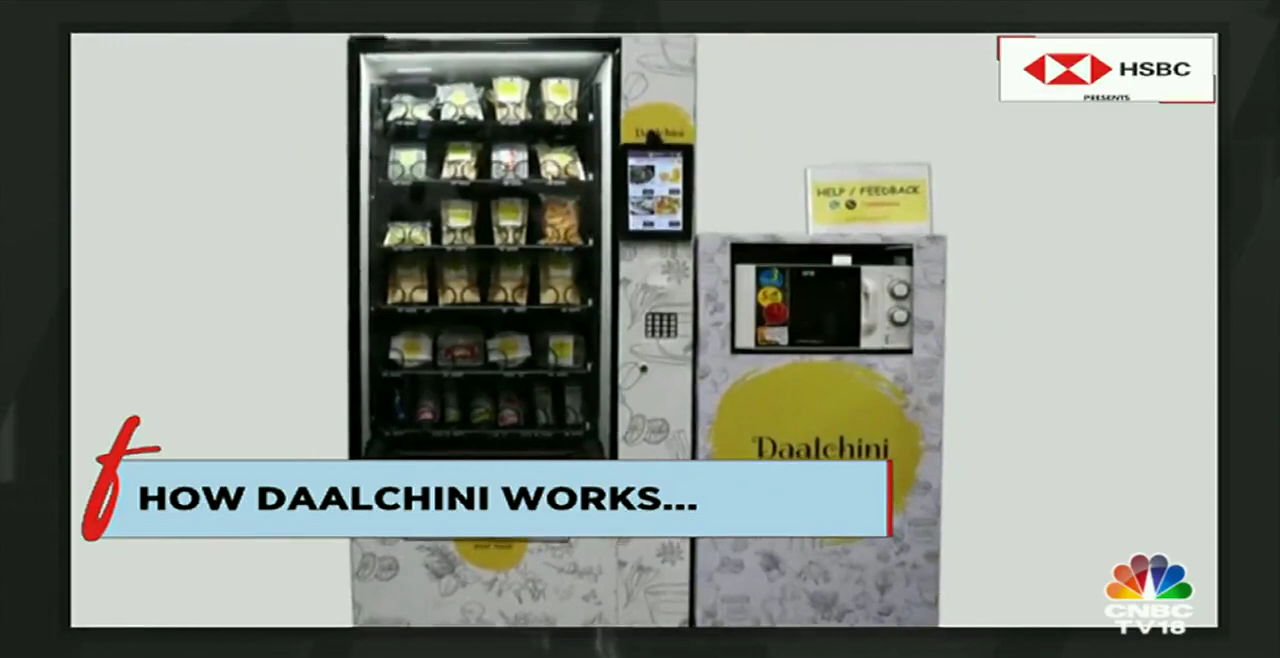 HSBC
PRESENTS
Daalchini
HELP / FEEDBACK
Daalchini
HOW DAALCHINI WORKS...
CNBC
TV18